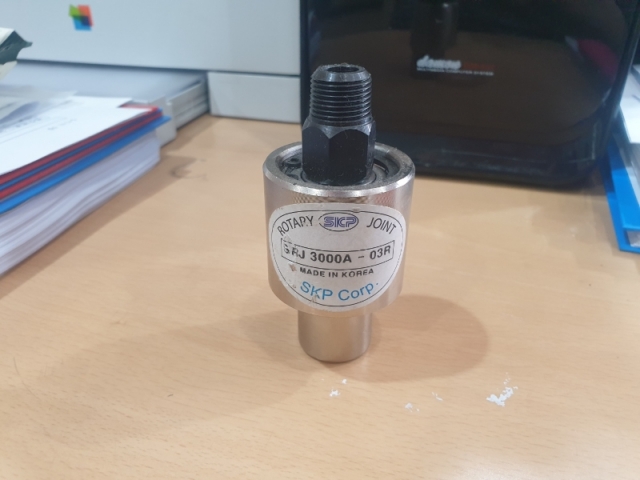 ROTARY SKP JOINT
SRJ 3000A - 03R
MADE IN KOREA
SKP Corp.